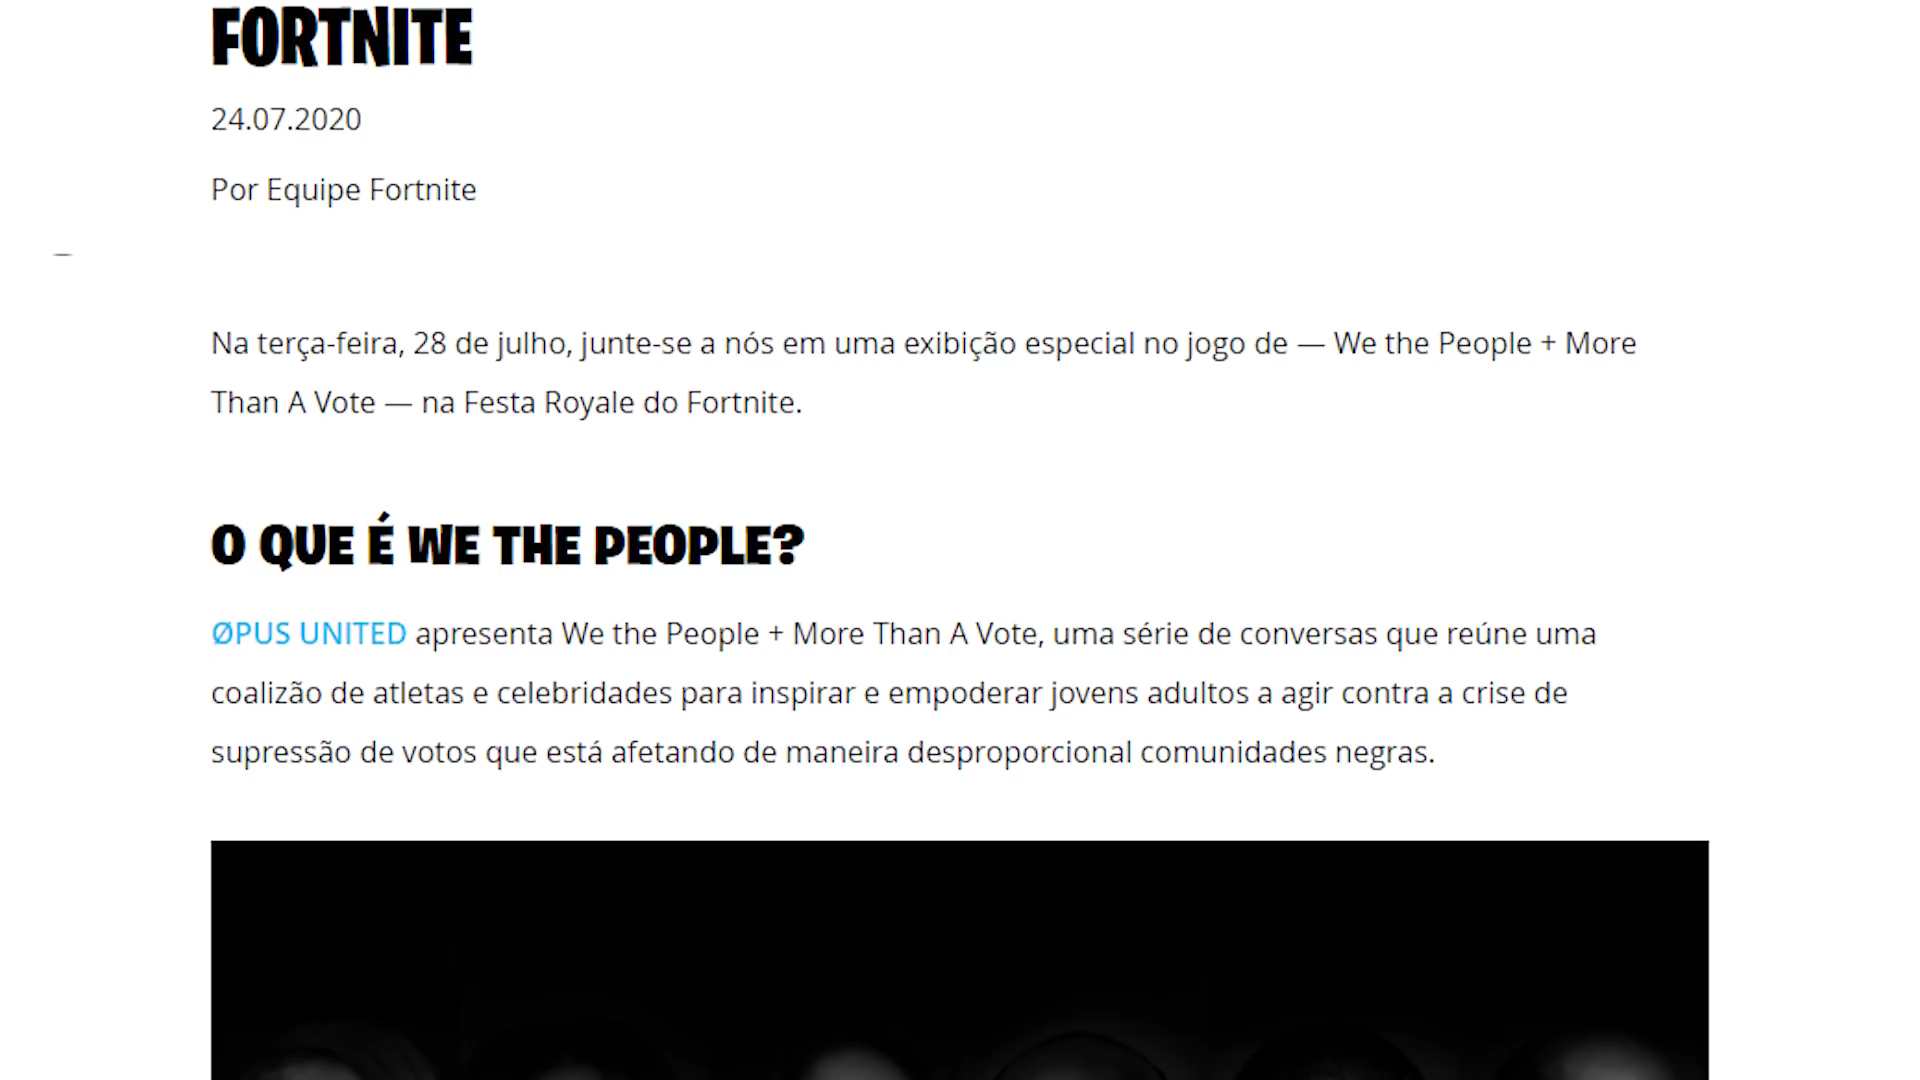 FORTNITE
24.07.2020
Por Equipe Fortnite
Na terça-feira, 28 de julho, junte-se a nós em uma exibição especial no jogo de — We the People + More
Than A Vote — na Festa Royale do Fortnite.
O QUE É WE THE PEOPLE?
ØPUS UNITED apresenta We the People + More Than A Vote, uma série de conversas que reúne uma
coalizão de atletas e celebridades para inspirar e empoderar jovens adultos a agir contra a crise de
supressão de votos que está afetando de maneira desproporcional comunidades negras.